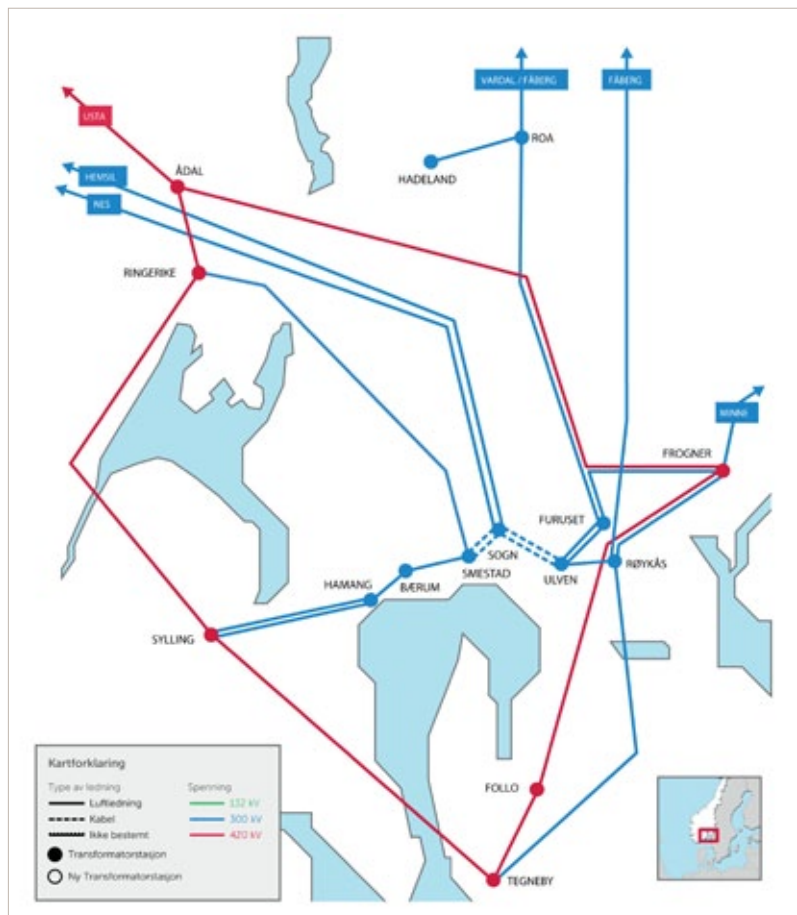 VARDAL / FÅBERG
FÅBERG
USTA
ROA
HADELAND
ÅDAL
HEMSIL
NES
RINGERIKE
MINNE
FROGNER
FURUSET
SOGN
SMESTAD
ULVEN
RØYKÅS
BÆRUM
HAMANG
SYLLING
FOLLO
TEGNEBY
Kartforklaring
Type av ledning Spenning
Luftledning 132 kV
Kabel 300 kV
Ikke bestemt 420 kV
Transformatorstasjon
Ny Transformatorstasjon